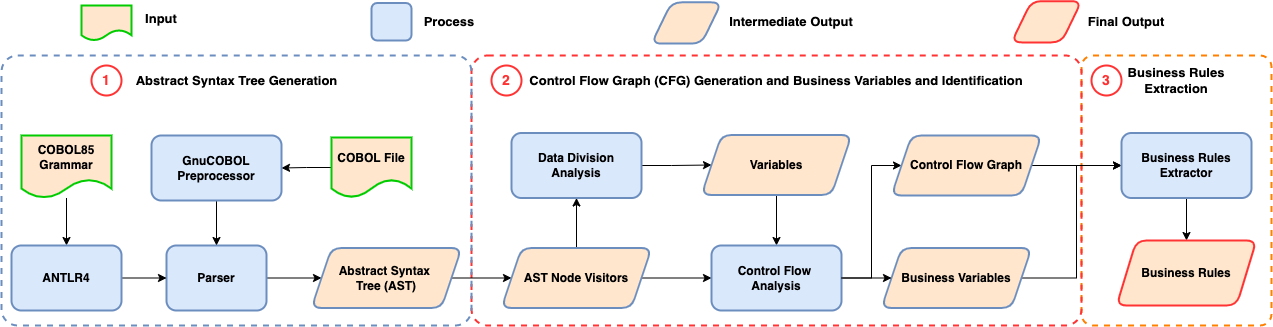 Input
Process
Intermediate Output
Final Output
1
Abstract Syntax Tree Generation
COBOL85
Grammar
GnuCOBOL
Preprocessor
COBOL File
ANTLR4
Parser
Abstract Syntax
Tree (AST)
2
Control Flow Graph (CFG) Generation and Business Variables and Identification
Data Division
Analysis
Variables
Control Flow Graph
AST Node Visitors
Control Flow
Analysis
Business Variables
3
Business Rules
Extraction
Business Rules
Extractor
Business Rules